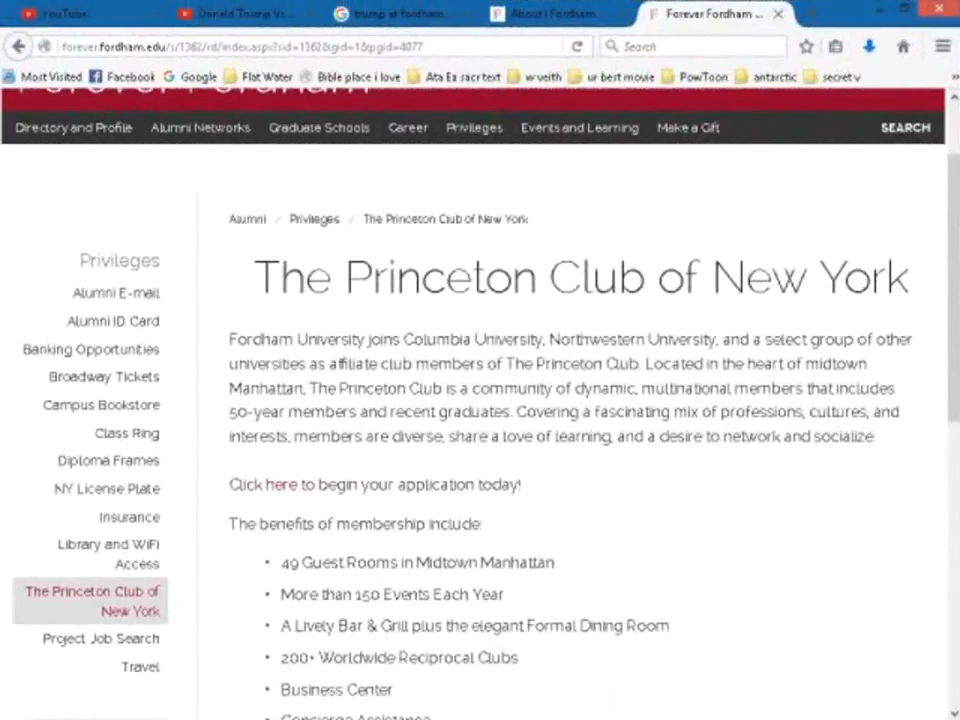 YouTube
Donald Trump Vi...
trump at fordham...
About | Fordham
Forever Fordham ...
forever.fordham.edu/s/1362/rd/index.aspx?sid=1362&gid=1&pgid=4077
Search
Most Visited Facebook Google Flat Water Bible place i love Ata Ea sacr text w veith ur best movie PowToon antarctic secret v
Forever Fordham
Directory and Profile Alumni Networks Graduate Schools Career Privileges Events and Learning Make a Gift SEARCH
Alumni / Privileges / The Princeton Club of New York
Privileges
Alumni E-mail
Alumni ID Card
Banking Opportunities
Broadway Tickets
Campus Bookstore
Class Ring
Diploma Frames
NY License Plate
Insurance
Library and WiFi
Access
The Princeton Club of
New York
Project Job Search
Travel
The Princeton Club of New York
Fordham University joins Columbia University, Northwestern University, and a select group of other
universities as affiliate club members of The Princeton Club. Located in the heart of midtown
Manhattan, The Princeton Club is a community of dynamic, multinational members that includes
50-year members and recent graduates. Covering a fascinating mix of professions, cultures, and
interests, members are diverse, share a love of learning, and a desire to network and socialize.
Click here to begin your application today!
The benefits of membership include:
• 49 Guest Rooms in Midtown Manhattan
• More than 150 Events Each Year
• A Lively Bar & Grill plus the elegant Formal Dining Room
• 200+ Worldwide Reciprocal Clubs
• Business Center
• Concierge Assistance